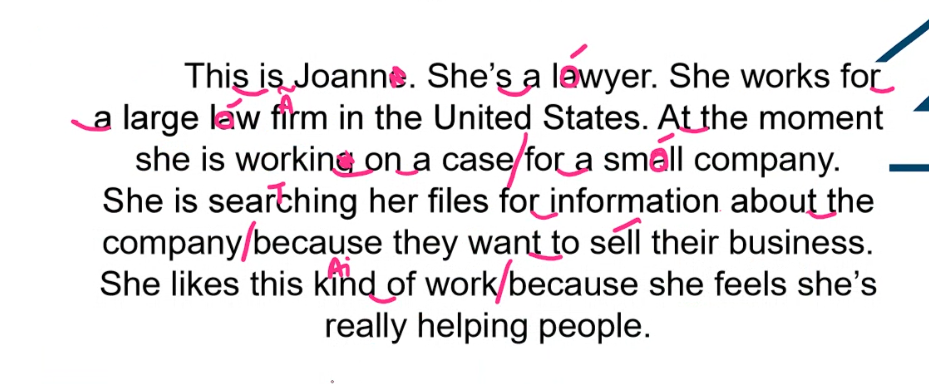 This is Joanne. She's a lawyer. She works for
a large law firm in the United States. At the moment
she is working on a case/for a small company.
She is searching her files for information about the
company/because they want to sell their business.
She likes this kind of work/because she feels she's
really helping people.